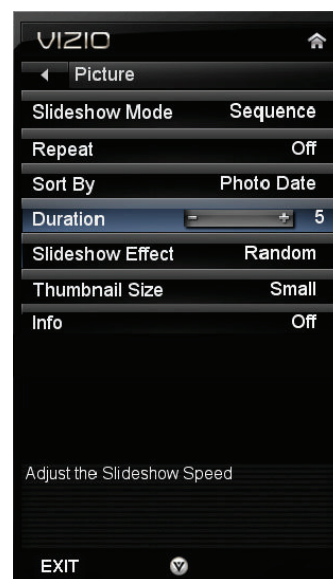 VIZIO
Picture
Slideshow Mode Sequence
Repeat Off
Sort By Photo Date
Duration - + 5
Slideshow Effect Random
Thumbnail Size Small
Info Off
Adjust the Slideshow Speed
EXIT V